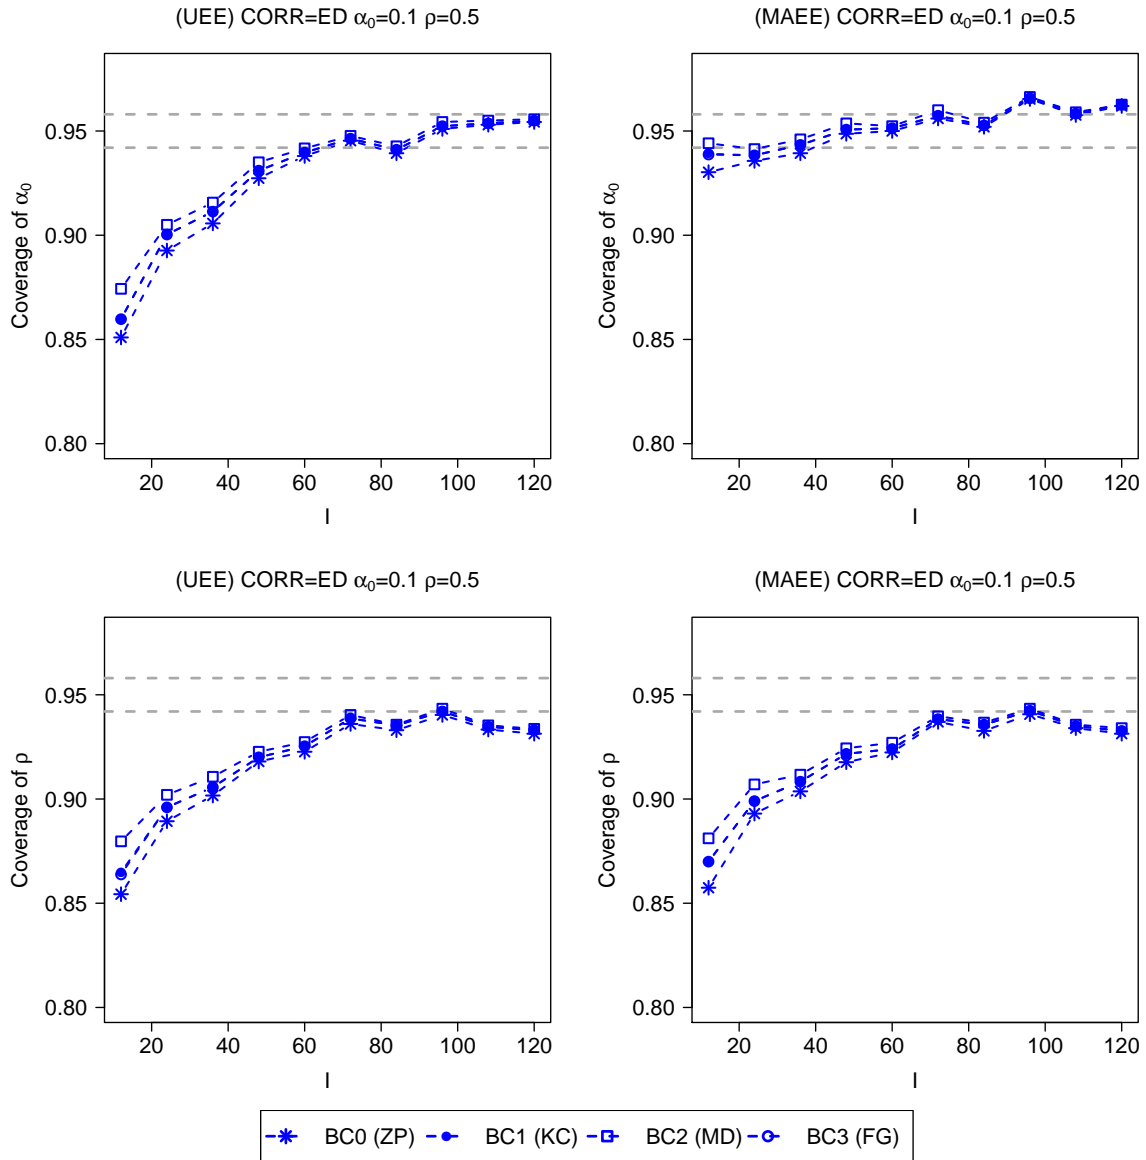 (UEE) CORR=ED α₀=0.1 ρ=0.5
Coverage of α₀
0.95
0.90
0.85
0.80
20 40 60 80 100 120
I
(MAEE) CORR=ED α₀=0.1 ρ=0.5
Coverage of α₀
0.95
0.90
0.85
0.80
20 40 60 80 100 120
I
(UEE) CORR=ED α₀=0.1 ρ=0.5
Coverage of ρ
0.95
0.90
0.85
0.80
20 40 60 80 100 120
I
(MAEE) CORR=ED α₀=0.1 ρ=0.5
Coverage of ρ
0.95
0.90
0.85
0.80
20 40 60 80 100 120
I
BC0 (ZP) BC1 (KC) BC2 (MD) BC3 (FG)